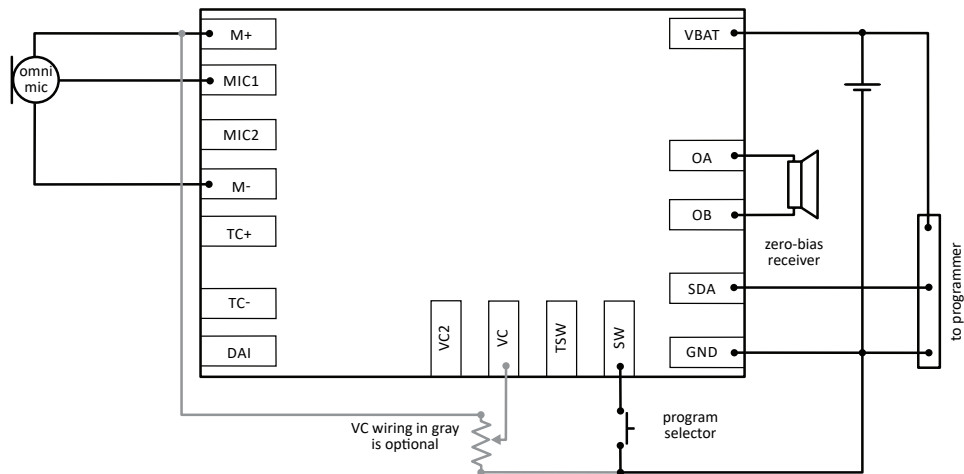 M+
MIC1
MIC2
M-
TC+
TC-
DAI
omni
mic
VC2
VC
TSW
SW
VBAT
OA
OB
SDA
GND
zero-bias
receiver
to programmer
VC wiring in gray
is optional
program
selector